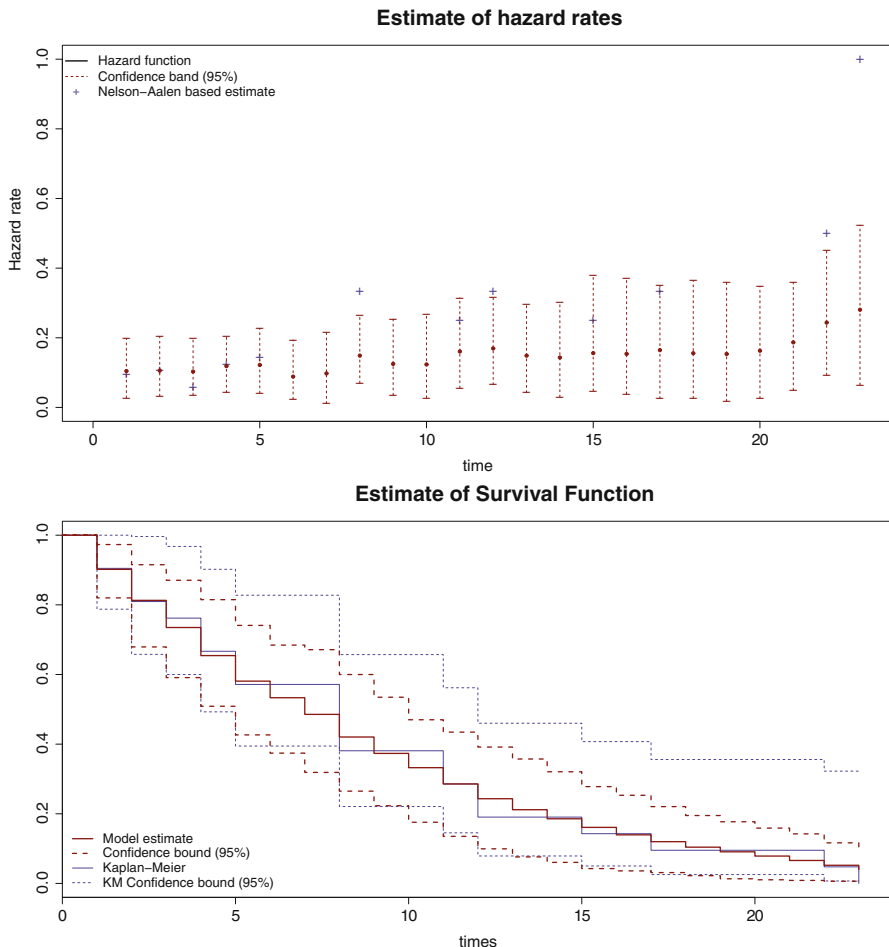 Estimate of hazard rates
Hazard function
Confidence band (95%)
Nelson−Aalen based estimate
Hazard rate
1.0
0.8
0.6
0.4
0.2
0.0
0 5 10 15 20
time
Estimate of Survival Function
1.0
0.8
0.6
0.4
0.2
0.0
Model estimate
Confidence bound (95%)
Kaplan−Meier
KM Confidence bound (95%)
0 5 10 15 20
times